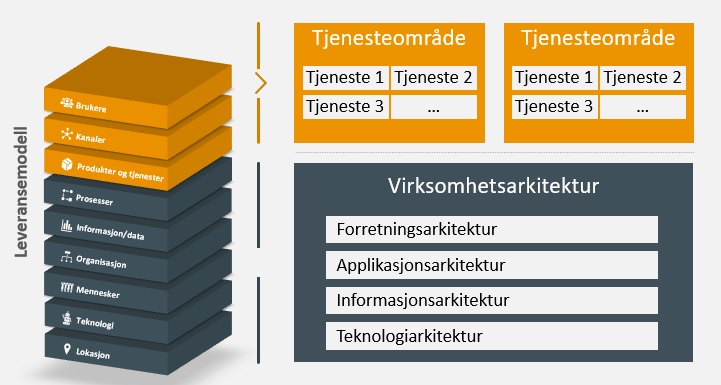 Leveransemodell
Brukere
Kanaler
Produkter og tjenester
Prosesser
Informasjon/data
Organisasjon
Mennesker
Teknologi
Lokasjon
Tjenesteområde
Tjeneste 1 Tjeneste 2
Tjeneste 3 ...
Tjenesteområde
Tjeneste 1 Tjeneste 2
Tjeneste 3 ...
Virksomhetsarkitektur
Forretningsarkitektur
Applikasjonsarkitektur
Informasjonsarkitektur
Teknologiarkitektur